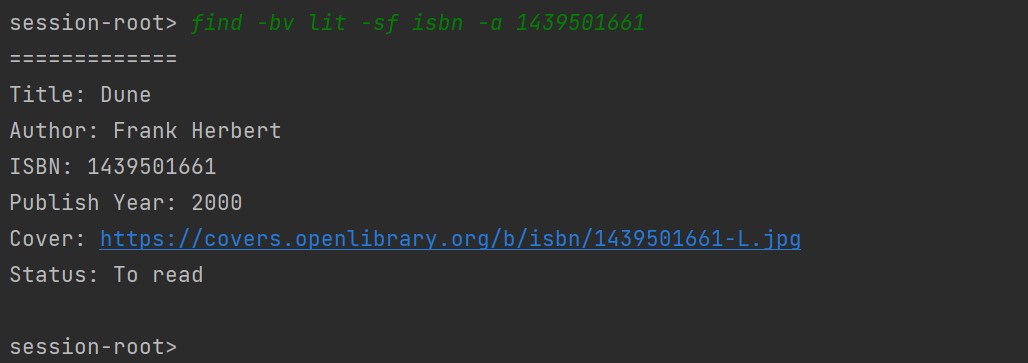 session-root> find -bv lit -sf isbn -a 1439501661
=============
Title: Dune
Author: Frank Herbert
ISBN: 1439501661
Publish Year: 2000
Cover: https://covers.openlibrary.org/b/isbn/1439501661-L.jpg
Status: To read
session-root>